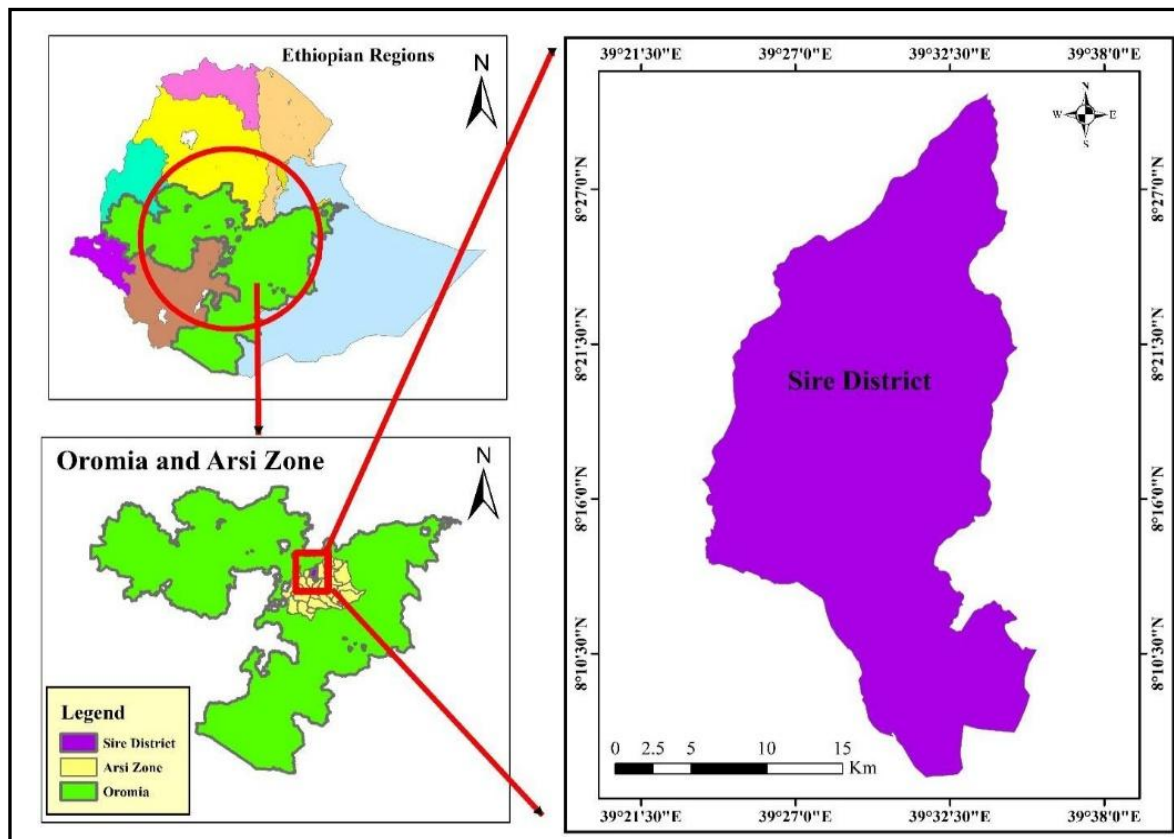 Ethiopian Regions
N
Oromia and Arsi Zone
N
Legend
Sire District
Arsi Zone
Oromia
39°21'30"E 39°27'0"E 39°32'30"E 39°38'0"E
N
W E
S
8°27'0"N 8°27'0"N
8°21'30"N 8°21'30"N
Sire District
8°16'0"N 8°16'0"N
8°10'30"N 8°10'30"N
0 2.5 5 10 15
Km
39°21'30"E 39°27'0"E 39°32'30"E 39°38'0"E